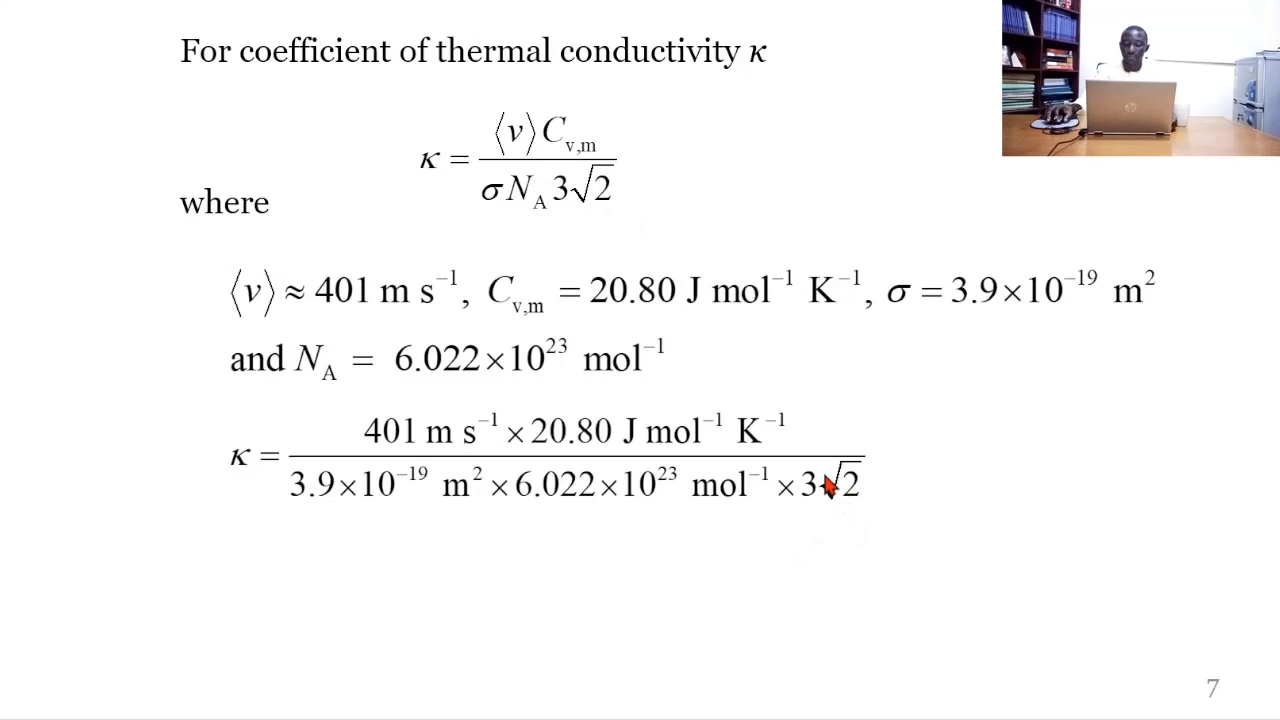 For coefficient of thermal conductivity κ
κ = ⟨v⟩C_{v,m} / σN_A 3√2
where
⟨v⟩ ≈ 401 m s⁻¹, C_{v,m} = 20.80 J mol⁻¹ K⁻¹, σ = 3.9×10⁻¹⁹ m²
and N_A = 6.022×10²³ mol⁻¹
κ = 401 m s⁻¹ × 20.80 J mol⁻¹ K⁻¹ / 3.9×10⁻¹⁹ m² × 6.022×10²³ mol⁻¹ × 3√2
7